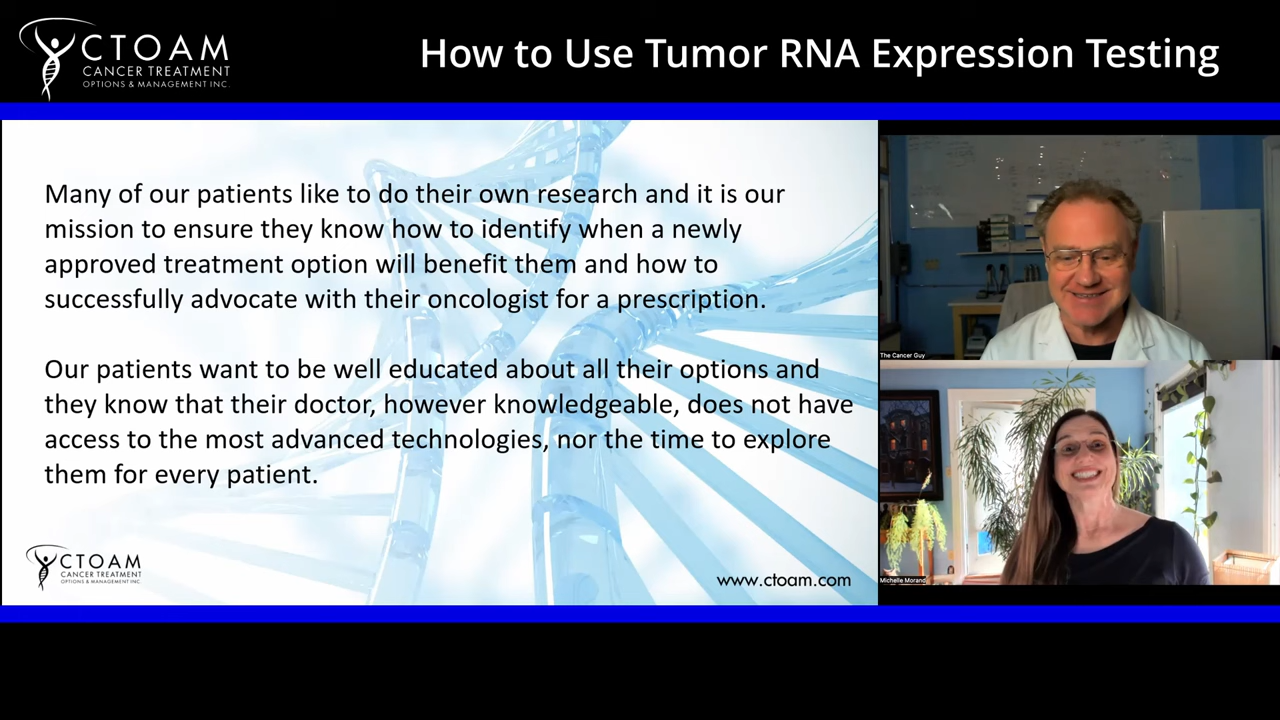 CTOAM
CANCER TREATMENT
OPTIONS & MANAGEMENT INC.
How to Use Tumor RNA Expression Testing
Many of our patients like to do their own research and it is our
mission to ensure they know how to identify when a newly
approved treatment option will benefit them and how to
successfully advocate with their oncologist for a prescription.
Our patients want to be well educated about all their options and
they know that their doctor, however knowledgeable, does not have
access to the most advanced technologies, nor the time to explore
them for every patient.
CTOAM
CANCER TREATMENT
OPTIONS & MANAGEMENT INC.
www.ctoam.com
The Cancer Guy
Michelle Morand